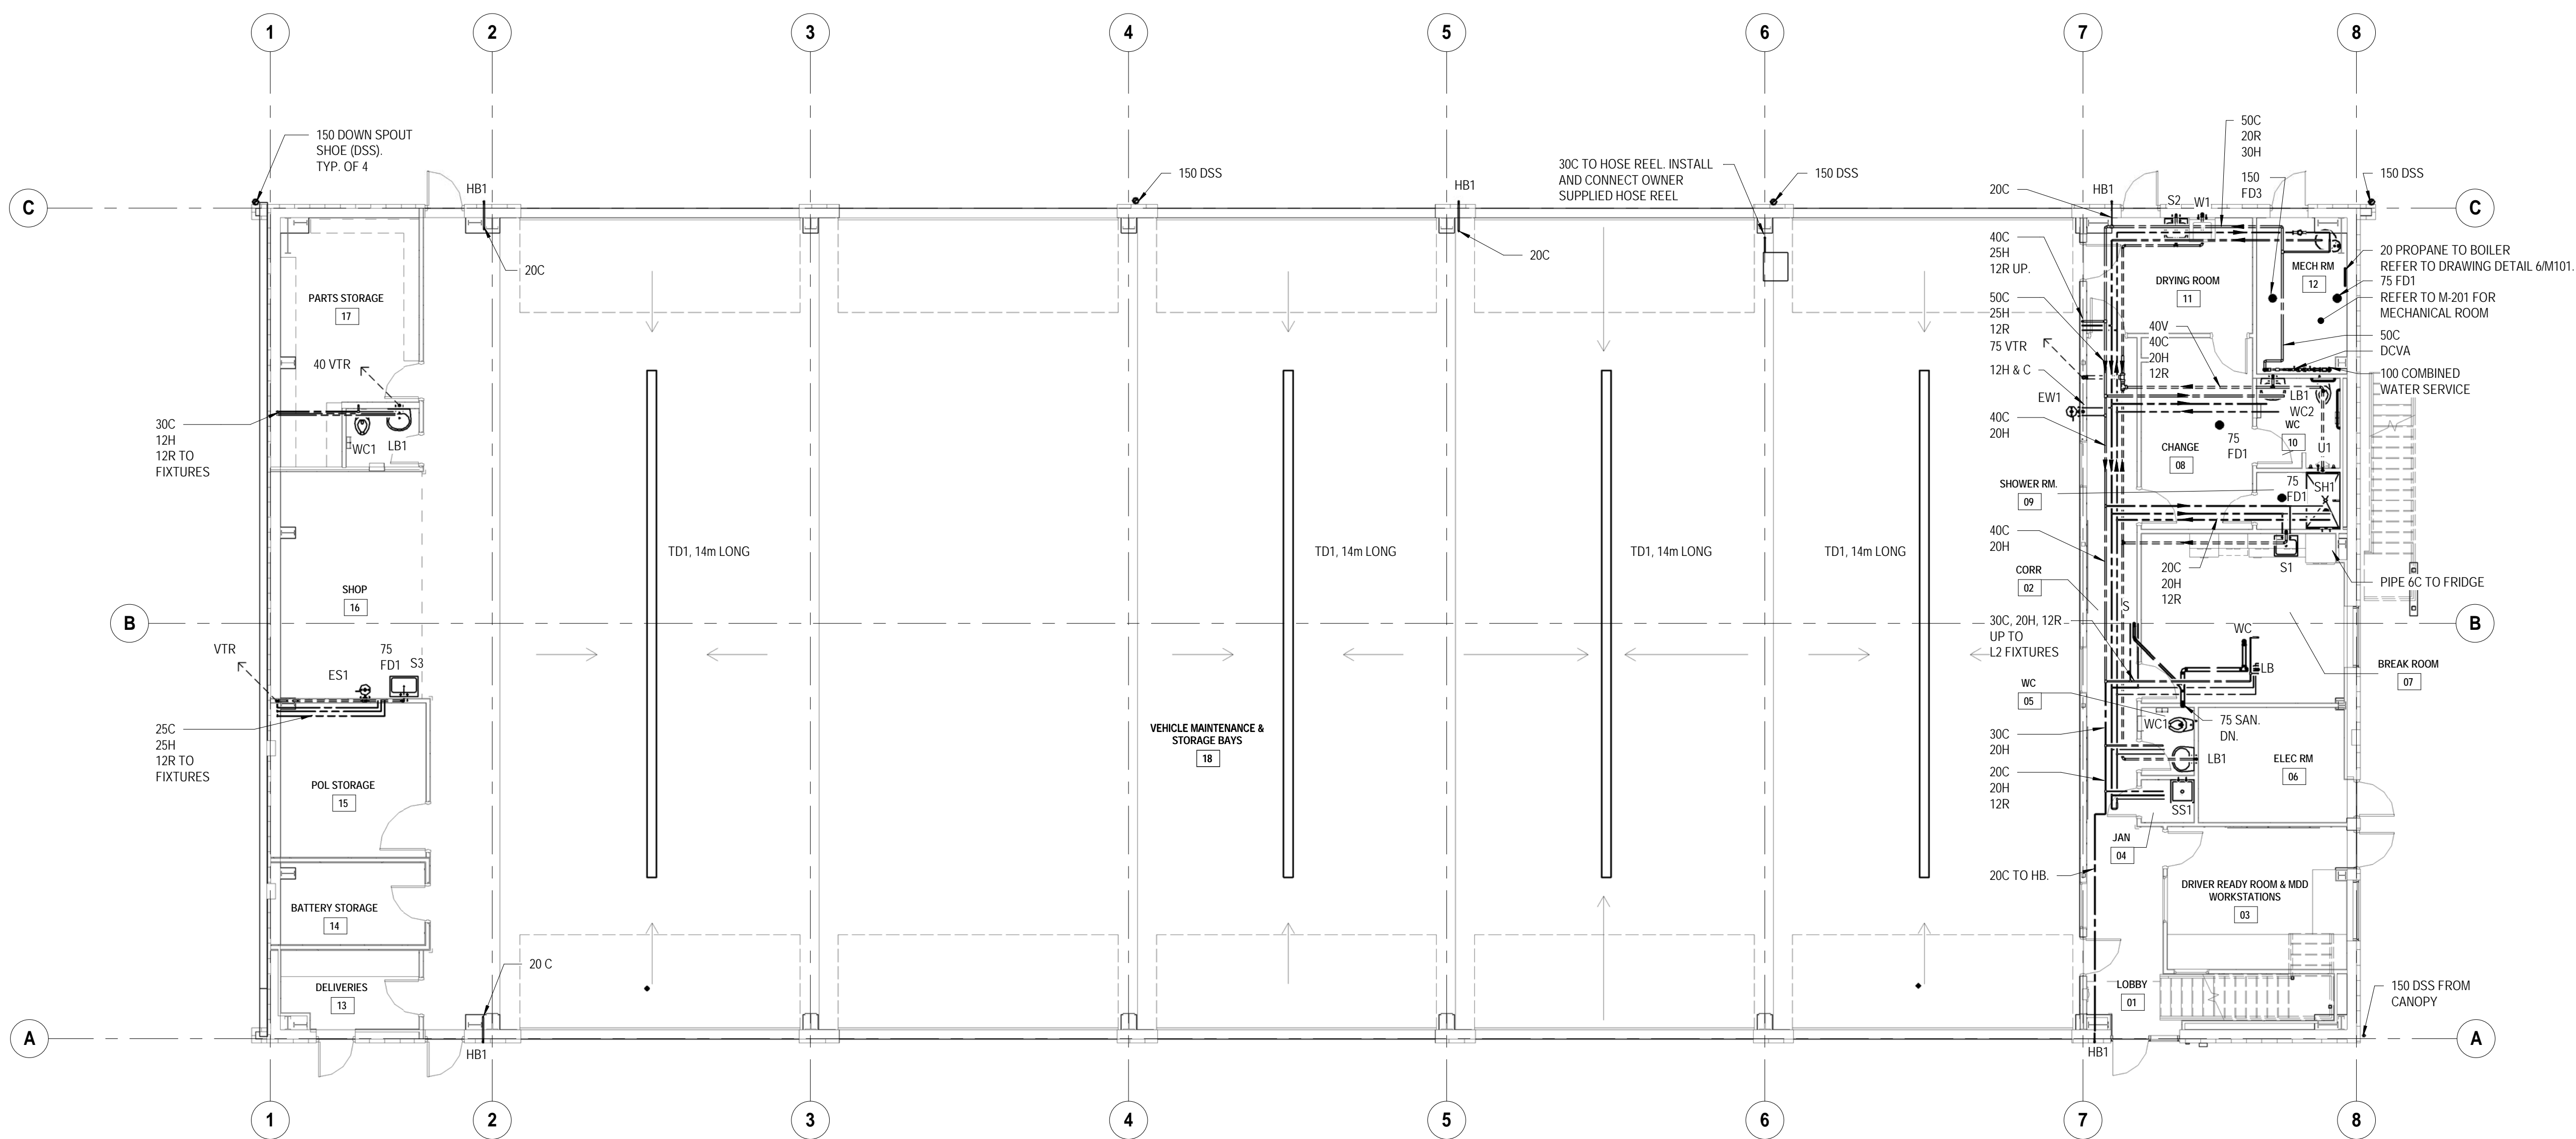 1
2
3
4
5
6
7
8
150 DOWN SPOUT
SHOE (DSS).
TYP. OF 4
HB1
150 DSS
HB1
30C TO HOSE REEL. INSTALL
AND CONNECT OWNER
SUPPLIED HOSE REEL
150 DSS
20C
HB1
S2
W1
50C
20R
30H
150
FD3
150 DSS
C
C
20C
20C
40C
25H
12R UP.
50C
25H
12R
75 VTR
12H & C
EW1
40C
20H
PARTS STORAGE
17
40 VTR
30C
12H
12R TO
FIXTURES
WC1
LB1
DRYING ROOM
11
MECH RM
12
20 PROPANE TO BOILER
REFER TO DRAWING DETAIL 6/M101.
75 FD1
REFER TO M-201 FOR
MECHANICAL ROOM
50C
DCVA
100 COMBINED
WATER SERVICE
40V
40C
20H
12R
LB1
WC2
WC
10
U1
75
FD1
CHANGE
08
SHOWER RM.
09
75
FD1
SH1
TD1, 14m LONG
TD1, 14m LONG
TD1, 14m LONG
TD1, 14m LONG
40C
20H
CORR
02
20C
20H
12R
S1
PIPE 6C TO FRIDGE
SHOP
16
B
B
S
30C, 20H, 12R
UP TO
L2 FIXTURES
WC
LB
BREAK ROOM
07
VTR
ES1
75
FD1
S3
WC
05
WC1
75 SAN.
DN.
25C
25H
12R TO
FIXTURES
VEHICLE MAINTENANCE &
STORAGE BAYS
18
30C
20H
LB1
ELEC RM
06
20C
20H
12R
SS1
POL STORAGE
15
JAN
04
20C TO HB.
DRIVER READY ROOM & MDD
WORKSTATIONS
03
BATTERY STORAGE
14
20 C
DELIVERIES
13
LOBBY
01
150 DSS FROM
CANOPY
A
A
HB1
HB1
1
2
3
4
5
6
7
8